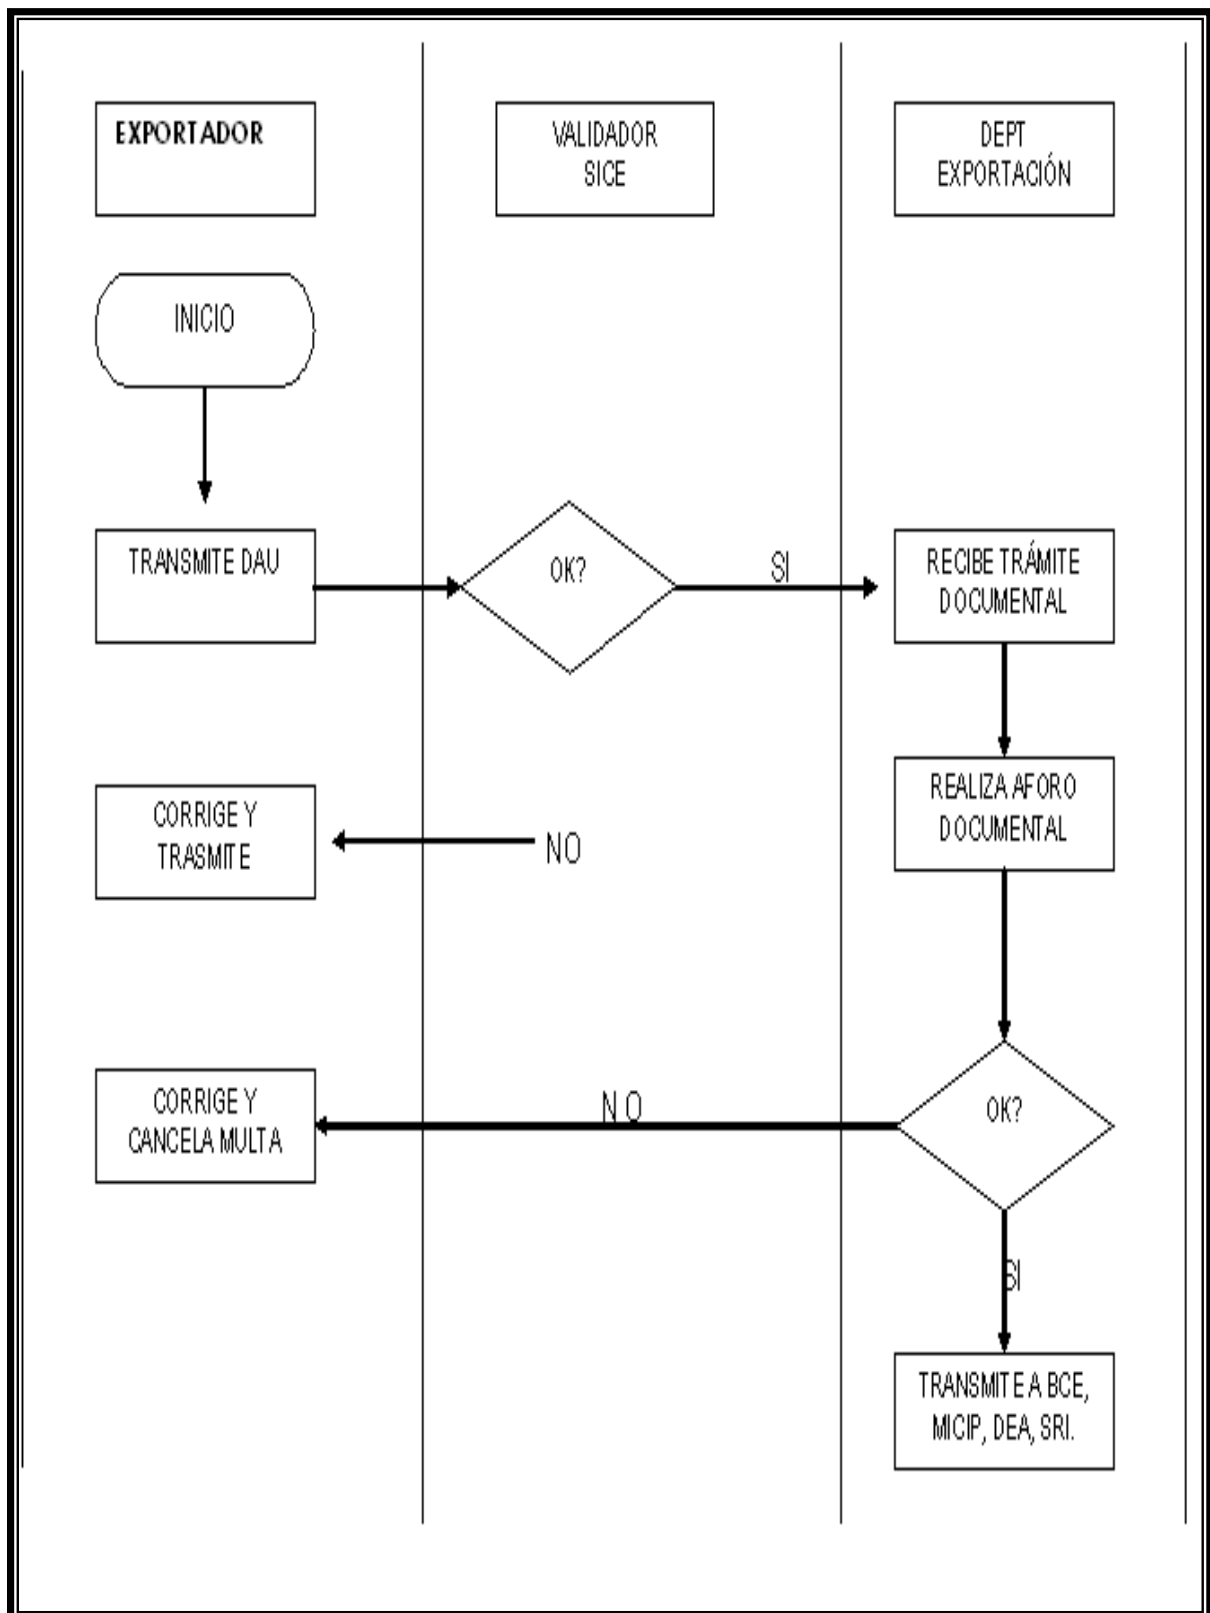 EXPORTADOR
VALIDADOR
SICE
DEPT
EXPORTACIÓN
INICIO
TRANSMITE DAU
OK?
SI
RECIBE TRÁMITE
DOCUMENTAL
CORRIGE Y
TRASMITE
NO
REALIZA AFORO
DOCUMENTAL
CORRIGE Y
CANCELA MULTA
N O
OK?
SI
TRANSMITE A BCE,
MICIP, DEA, SRI.